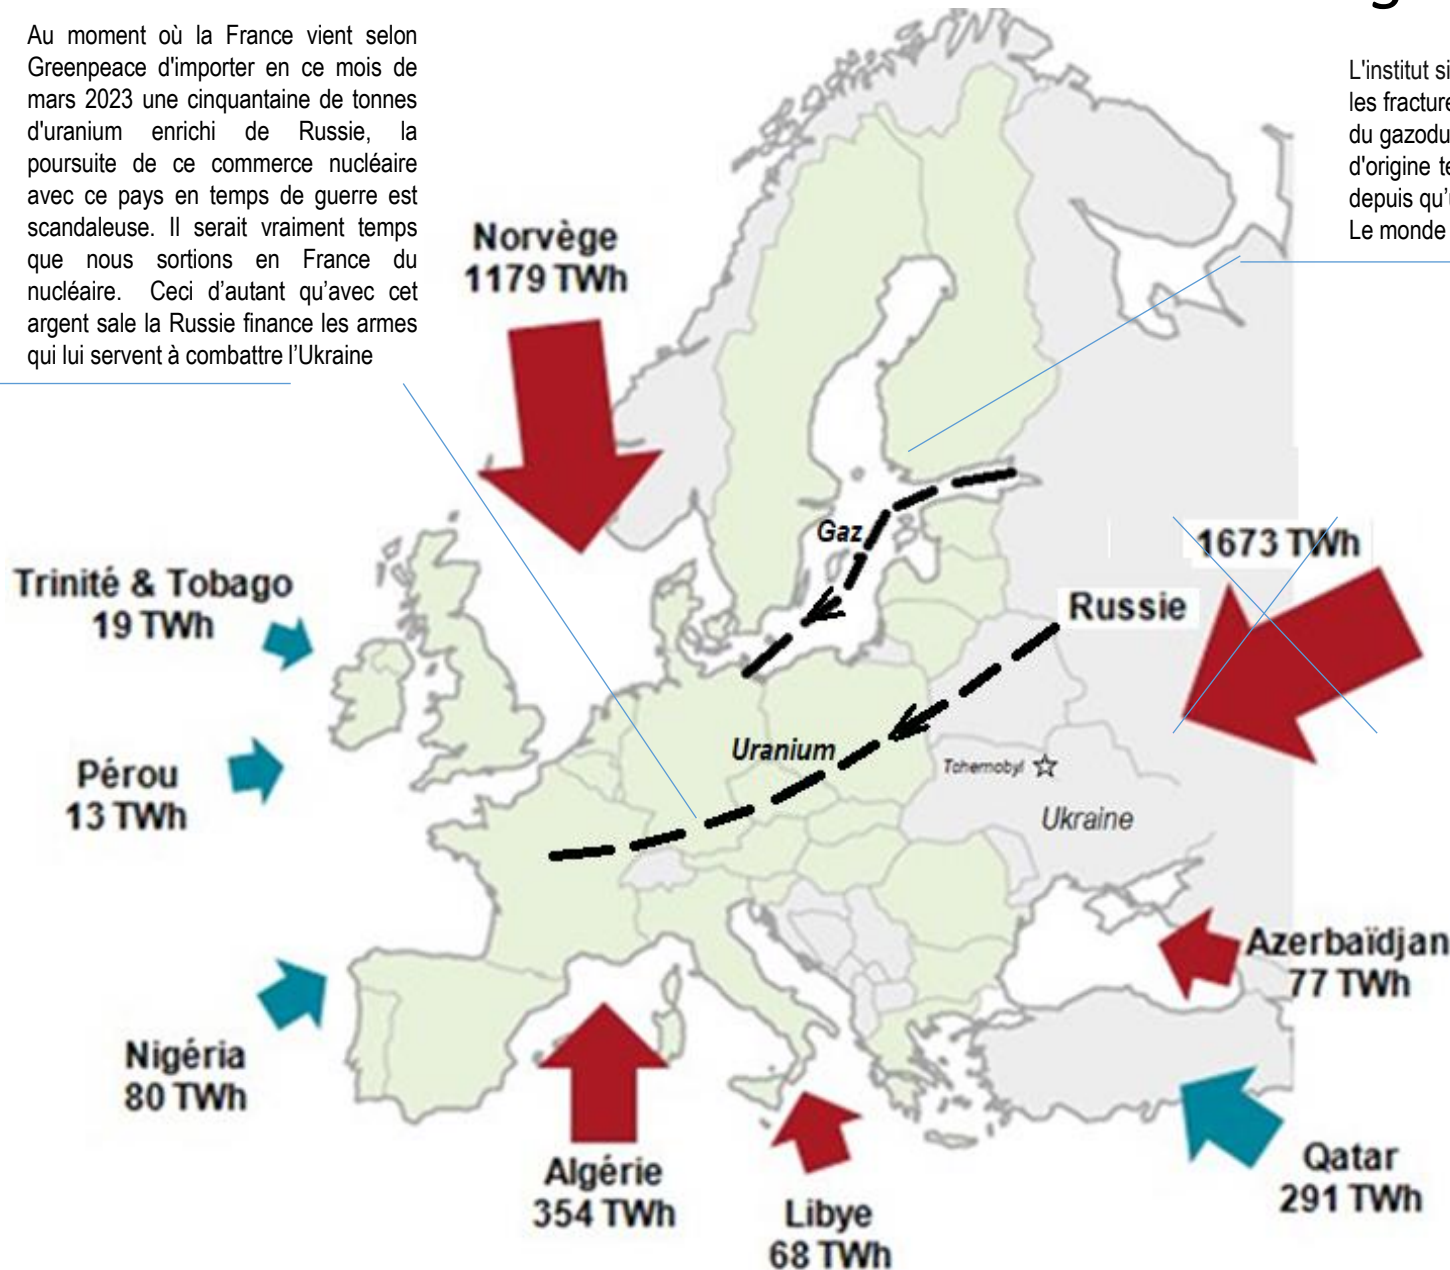 g
Au moment où la France vient selon
Greenpeace d'importer en ce mois de
mars 2023 une cinquantaine de tonnes
d'uranium enrichi de Russie, la
poursuite de ce commerce nucléaire
avec ce pays en temps de guerre est
scandaleuse. Il serait vraiment temps
que nous sortions en France du
nucléaire. Ceci d'autant qu’avec cet
argent sale la Russie finance les armes
qui lui servent à combattre l’Ukraine
L'institut si
les fracture
du gazodu
d'origine te
depuis qu’u
Le monde
Norvège
1179 TWh
Gaz
1673 TWh
Trinité & Tobago
19 TWh
Russie
Uranium
Tchernobyl
Pérou
13 TWh
Ukraine
Azerbaïdjan
77 TWh
Nigéria
80 TWh
Algérie
354 TWh
Libye
68 TWh
Qatar
291 TWh